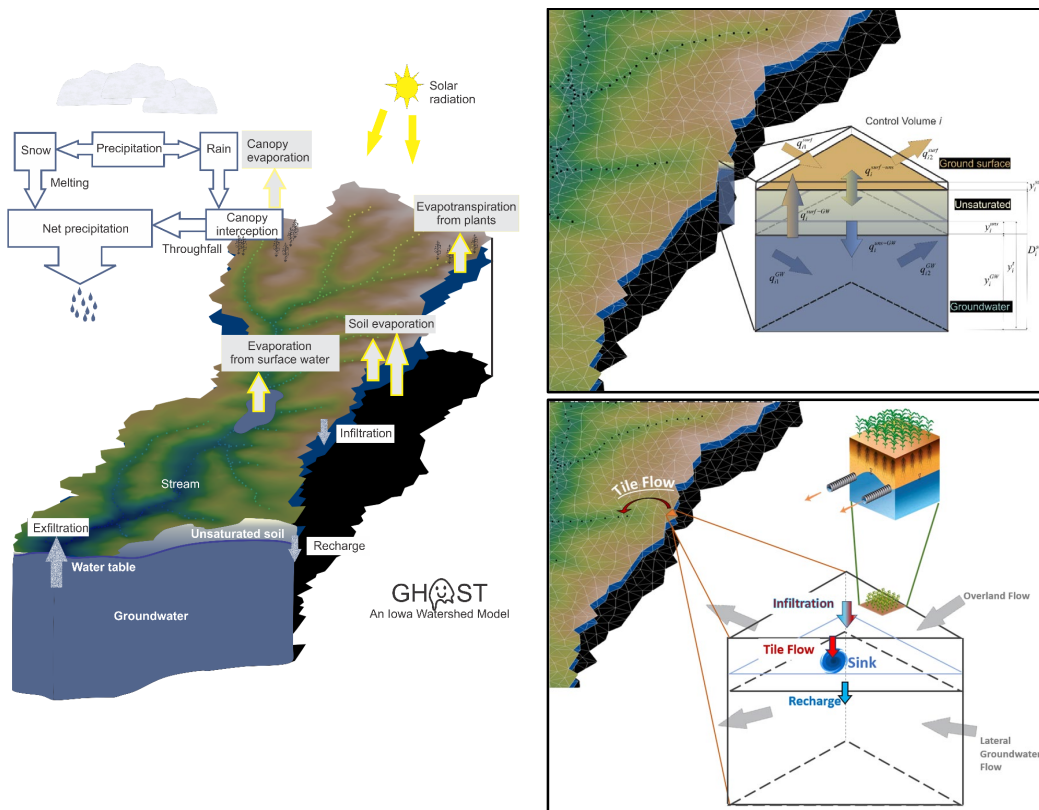 Solar
radiation
Snow
Precipitation
Rain
Canopy
evaporation
Melting
Net precipitation
Canopy
interception
Throughfall
Evapotranspiration
from plants
Soil evaporation
Evaporation
from surface water
Infiltration
Stream
Exfiltration
Unsaturated soil
Recharge
Water table
Groundwater
GHOST
An Iowa Watershed Model
Control Volume i
Ground surface
Unsaturated
Groundwater
Tile Flow
Infiltration
Overland Flow
Tile Flow
Sink
Recharge
Lateral
Groundwater
Flow